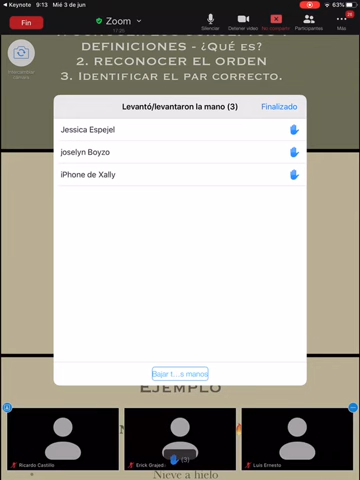 Keynote 9:13 Mié 3 de jun 63%
Fin
Zoom
17:25
Silenciar
Detener video
No compartir
Participantes
Más
DEFINICIONES - ¿QUÉ ES?
2. RECONOCER EL ORDEN
3. IDENTIFICAR EL PAR CORRECTO.
Levantó/levantaron la mano (3)
Finalizado
Jessica Espejel
joselyn Boyzo
iPhone de Xally
Bajar t...a manos
EJEMPLO
Ricardo Castillo
Erick Grajed
(3)
Luis Ernesto
Nieve a hielo